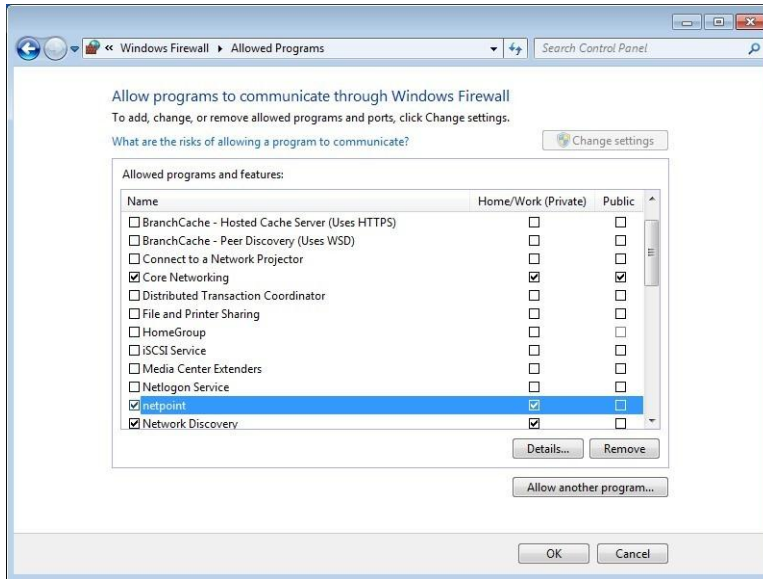 « Windows Firewall ▸ Allowed Programs
Search Control Panel
Allow programs to communicate through Windows Firewall
To add, change, or remove allowed programs and ports, click Change settings.
What are the risks of allowing a program to communicate?
Change settings
Allowed programs and features:
Name Home/Work (Private) Public
BranchCache - Hosted Cache Server (Uses HTTPS)
BranchCache - Peer Discovery (Uses WSD)
Connect to a Network Projector
Core Networking
Distributed Transaction Coordinator
File and Printer Sharing
HomeGroup
iSCSI Service
Media Center Extenders
Netlogon Service
netpoint
Network Discovery
Details... Remove
Allow another program...
OK Cancel